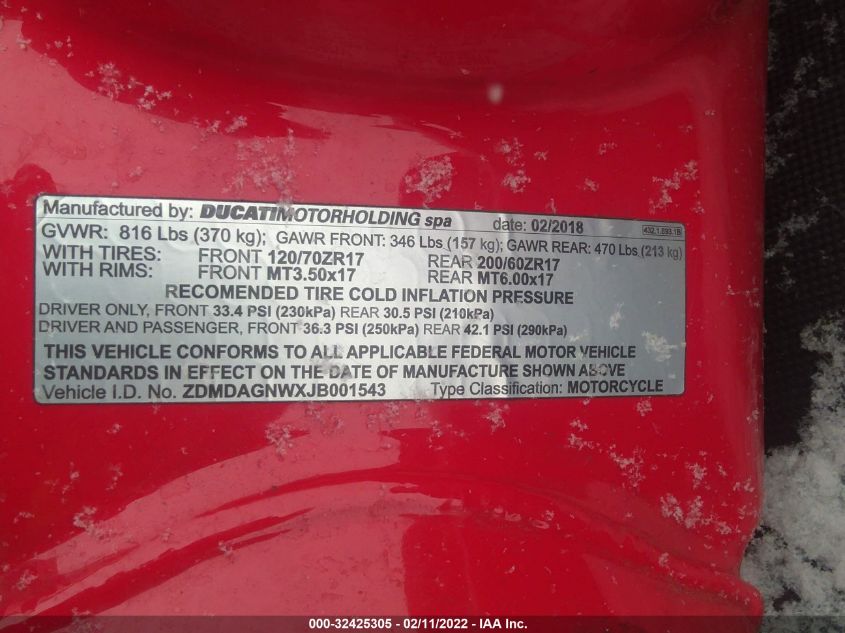 Manufactured by: DUCATIMOTORHOLDING spa date: 02/2018 432.1.693.1B
GVWR: 816 Lbs (370 kg); GAWR FRONT: 346 Lbs (157 kg); GAWR REAR: 470 Lbs (213 kg)
WITH TIRES: FRONT 120/70ZR17 REAR 200/60ZR17
WITH RIMS: FRONT MT3.50x17 REAR MT6.00x17
RECOMENDED TIRE COLD INFLATION PRESSURE
DRIVER ONLY, FRONT 33.4 PSI (230kPa) REAR 30.5 PSI (210kPa)
DRIVER AND PASSENGER, FRONT 36.3 PSI (250kPa) REAR 42.1 PSI (290kPa)
THIS VEHICLE CONFORMS TO ALL APPLICABLE FEDERAL MOTOR VEHICLE
STANDARDS IN EFFECT ON THE DATE OF MANUFACTURE SHOWN ABOVE
Vehicle I.D. No. ZDMDAGNWXJB001543 Type Classification: MOTORCYCLE
000-32425305 - 02/11/2022 - IAA Inc.